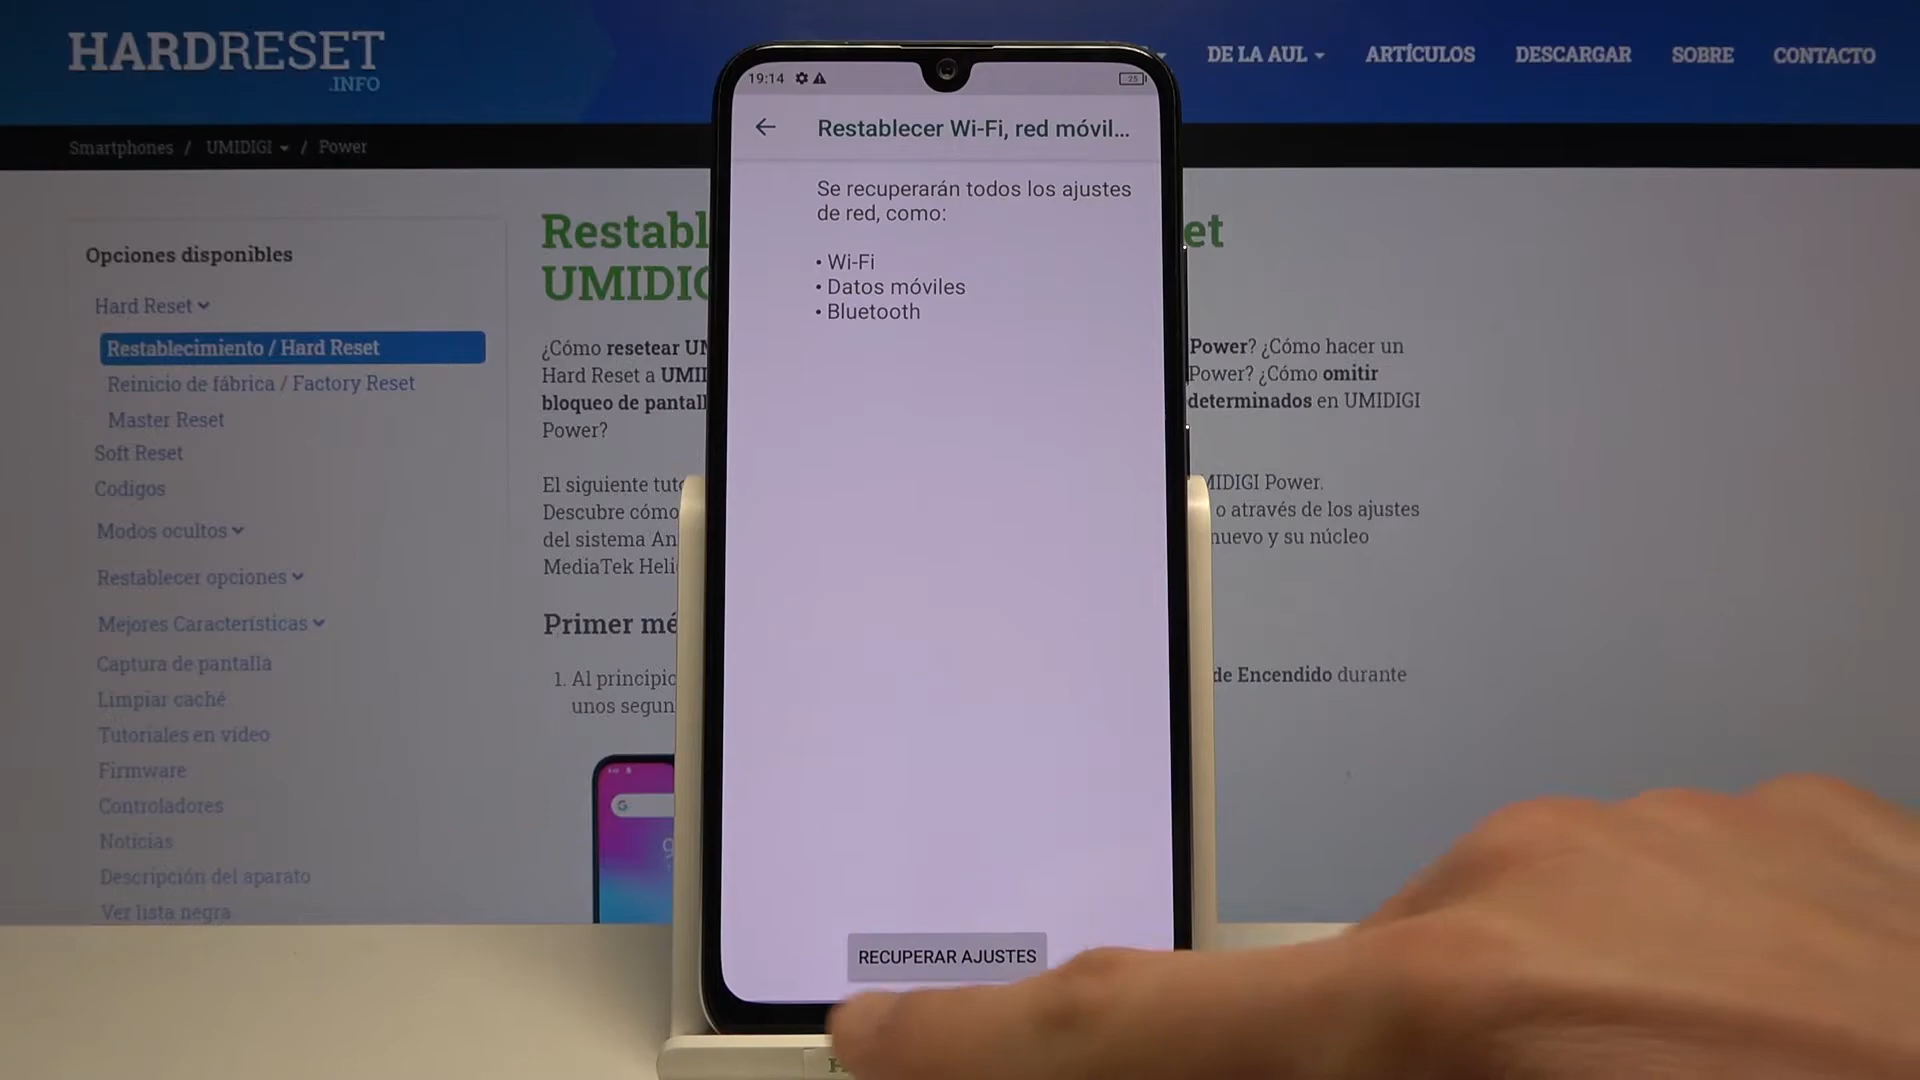 HARDRESET
.INFO
DE LA AUL
ARTÍCULOS
DESCARGAR
SOBRE
CONTACTO
Smartphones / UMIDIGI / Power
Opciones disponibles
Hard Reset
Restablecimiento / Hard Reset
Reinicio de fábrica / Factory Reset
Master Reset
Soft Reset
Codigos
Modos ocultos
Restablecer opciones
Mejores Características
Captura de pantalla
Limpiar caché
Tutoriales en vídeo
Firmware
Controladores
Noticias
Descripción del aparato
Ver lista negra
Restabl
et
UMIDIG
¿Cómo resetear UM
Power? ¿Cómo hacer un
Hard Reset a UMI
Power? ¿Cómo omitir
bloqueo de pantall
determinados en UMIDIGI
Power?
El siguiente tuto
MIDIGI Power.
Descubre cómo
o através de los ajustes
del sistema An
nuevo y su núcleo
MediaTek Heli
Primer mé
1. Al principio
de Encendido durante
unos segun
19:14
25
Restablecer Wi-Fi, red móvil...
Se recuperarán todos los ajustes
de red, como:
• Wi-Fi
• Datos móviles
• Bluetooth
RECUPERAR AJUSTES